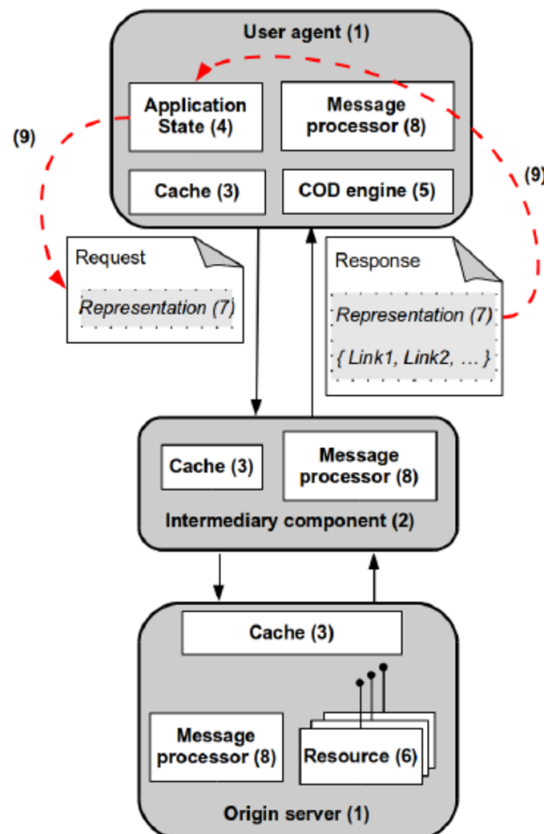 User agent (1)
Application
State (4)
Message
processor (8)
(9)
(9)
Cache (3)
COD engine (5)
Request
Representation (7)
Response
Representation (7)
{ Link1, Link2, ... }
Cache (3)
Message
processor (8)
Intermediary component (2)
Cache (3)
Message
processor (8)
Resource (6)
Origin server (1)